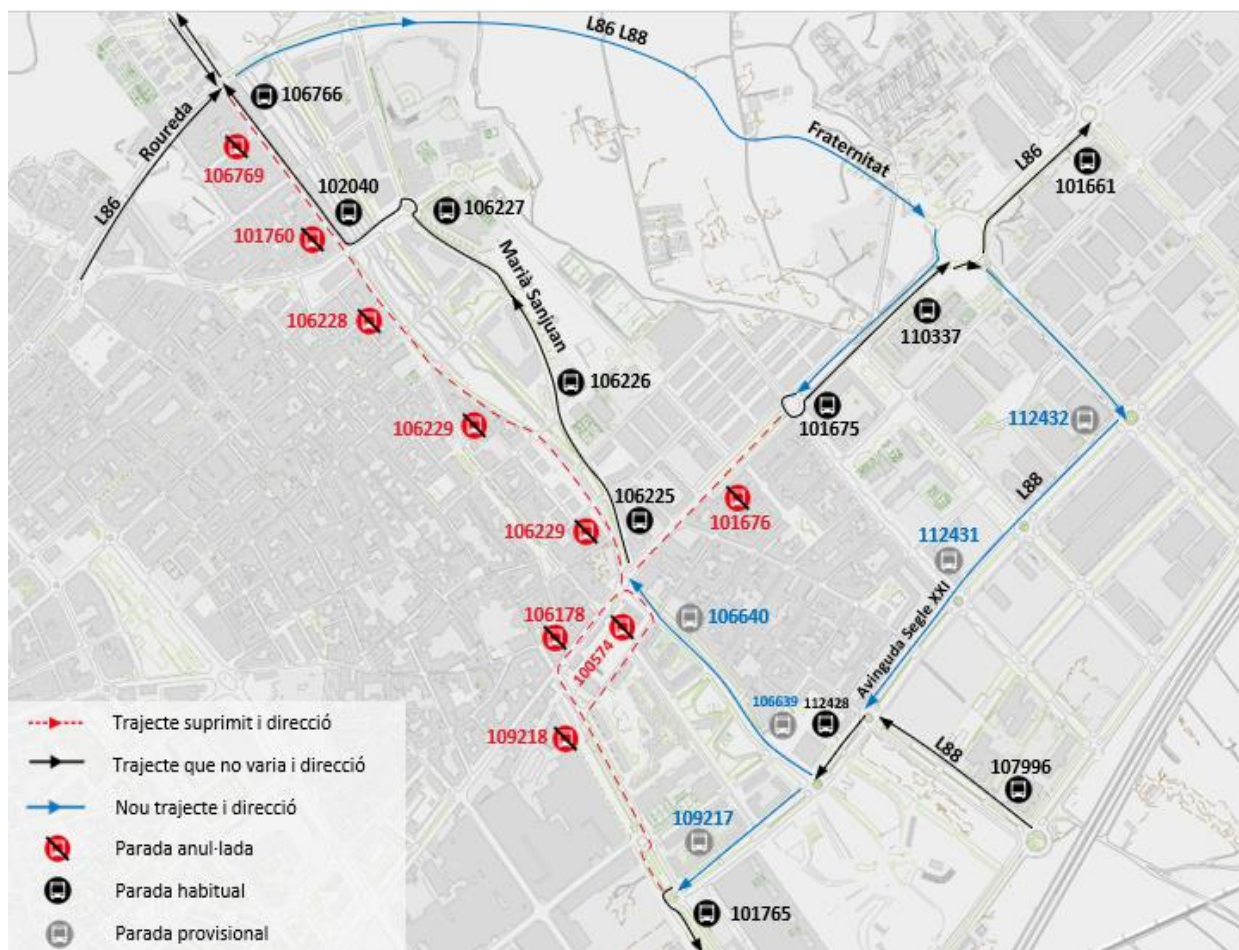 L86 L88
106766
Roureda
106769
L86
102040
106227
101760
Fraternitat
L86
101661
Marià Sanjuan
106228
110337
106226
101675
112432
106229
L88
106225
101676
106229
112431
106178
100574
106640
Avinguda Segle XXI
106639
112428
109218
L88
107996
109217
101765
Trajecte suprimit i direcció
Trajecte que no varia i direcció
Nou trajecte i direcció
Parada anul·lada
Parada habitual
Parada provisional